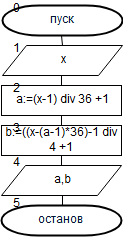 0
пуск
1
x
2
a:=(x-1) div 36 +1
3
b:=((x-(a-1)*36)-1 div
4 +1
4
a,b
5
останов